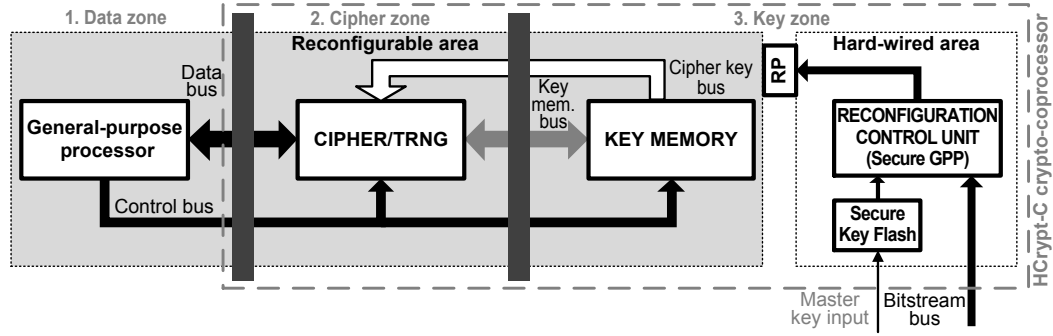 1. Data zone
2. Cipher zone
3. Key zone
Reconfigurable area
Hard-wired area
Data
bus
General-purpose
processor
CIPHER/TRNG
Key
mem.
bus
Cipher key
bus
KEY MEMORY
RP
RECONFIGURATION
CONTROL UNIT
(Secure GPP)
Control bus
Secure
Key Flash
Master
key input
Bitstream
bus
HCrypt-C crypto-coprocessor